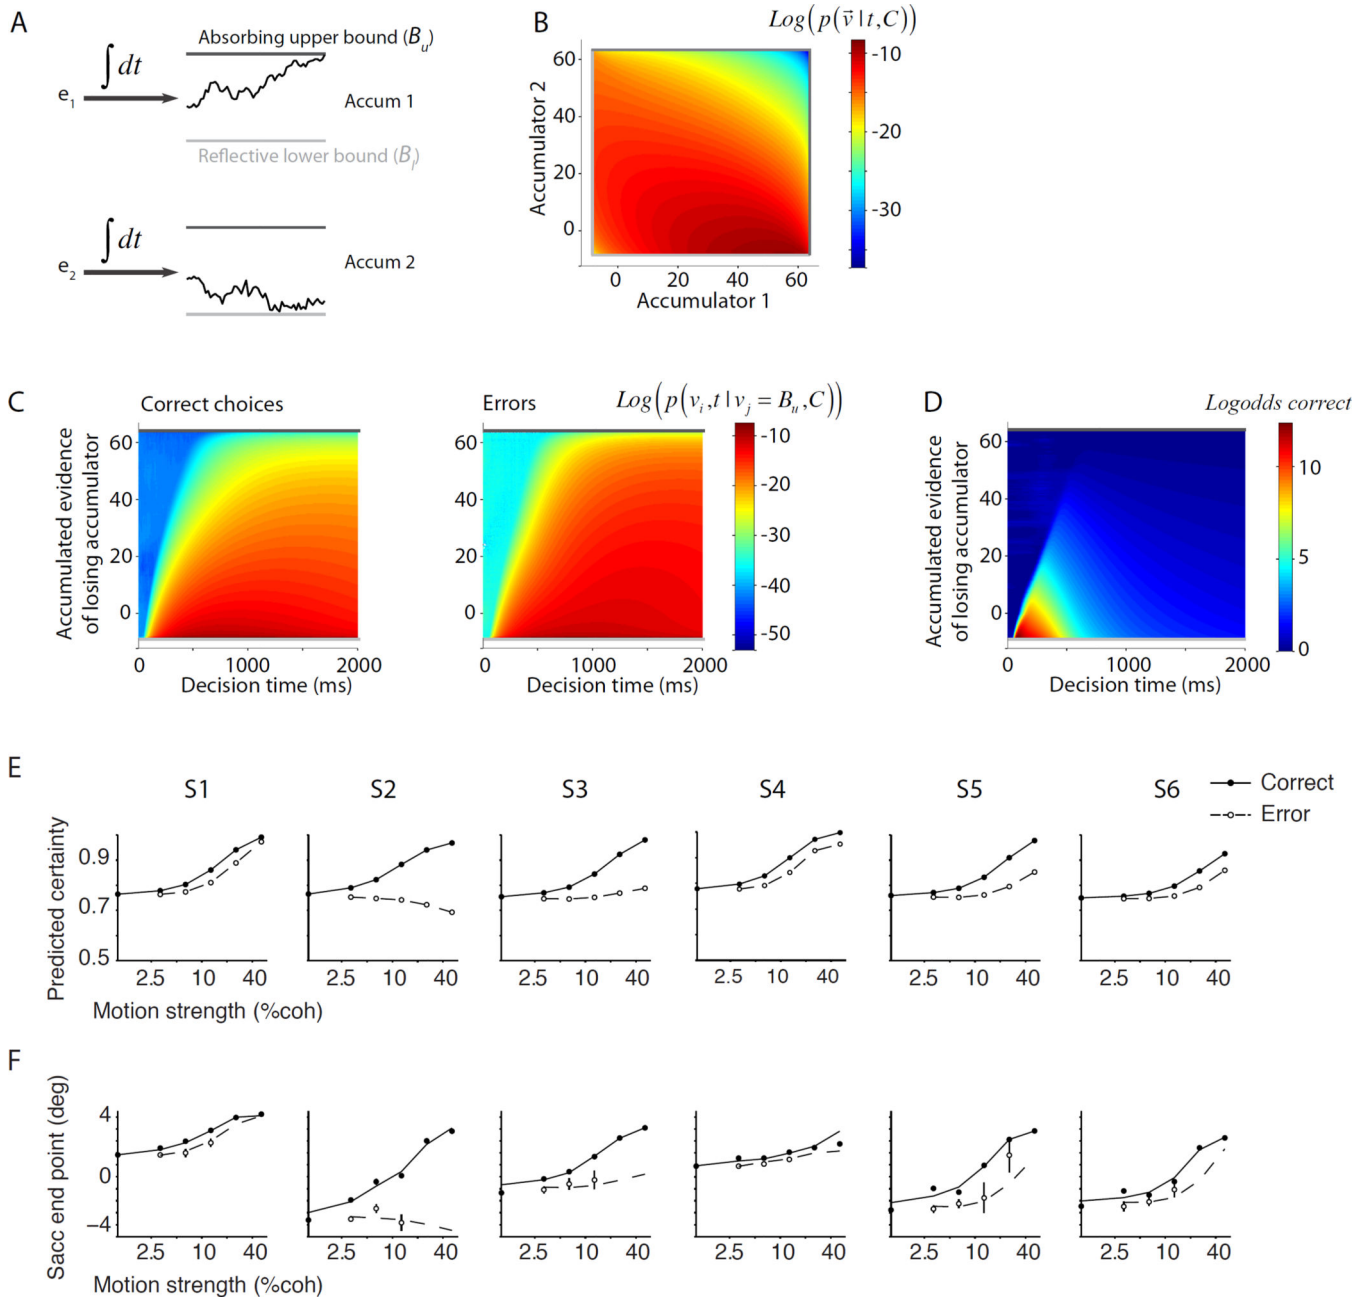 A
Absorbing upper bound (B_u)
∫dt
e_1
Accum 1
Reflective lower bound (B_l)
∫dt
e_2
Accum 2
B
Log(p(v⃗ | t,C))
Accumulator 2
60
40
20
0
0 20 40 60
Accumulator 1
-10
-20
-30
C
Correct choices
Accumulated evidence
of losing accumulator
60
40
20
0
0 1000 2000
Decision time (ms)
Errors
Log(p(v_i,t | v_j = B_u,C))
60
40
20
0
0 1000 2000
Decision time (ms)
-10
-20
-30
-40
-50
D
Logodds correct
Accumulated evidence
of losing accumulator
60
40
20
0
0 1000 2000
Decision time (ms)
10
5
0
E
S1 S2 S3 S4 S5 S6
Correct
Error
Predicted certainty
0.9
0.7
0.5
2.5 10 40 2.5 10 40 2.5 10 40 2.5 10 40 2.5 10 40 2.5 10 40
Motion strength (%coh)
F
Sacc end point (deg)
4
0
−4
2.5 10 40 2.5 10 40 2.5 10 40 2.5 10 40 2.5 10 40 2.5 10 40
Motion strength (%coh)